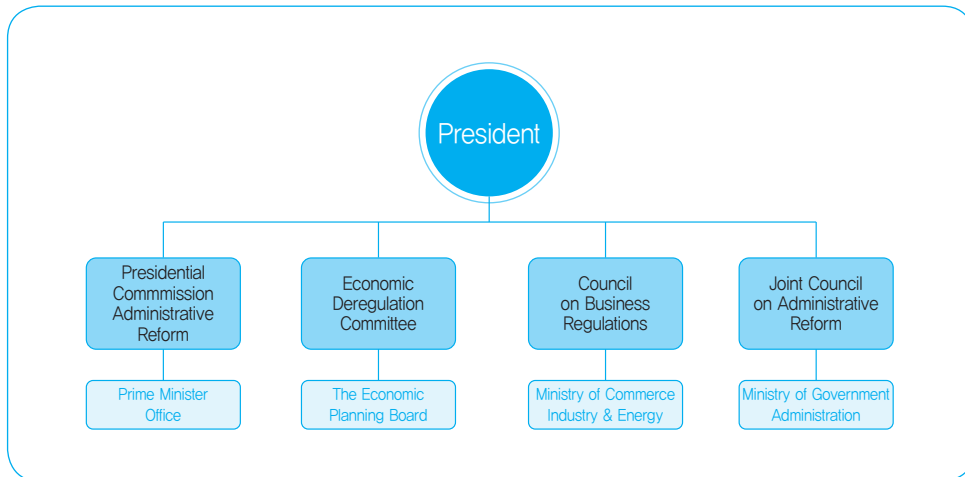 President
Presidential
Commmission
Administrative
Reform
Economic
Deregulation
Committee
Council
on Business
Regulations
Joint Council
on Administrative
Reform
Prime Minister
Office
The Economic
Planning Board
Ministry of Commerce
Industry & Energy
Ministry of Government
Administration